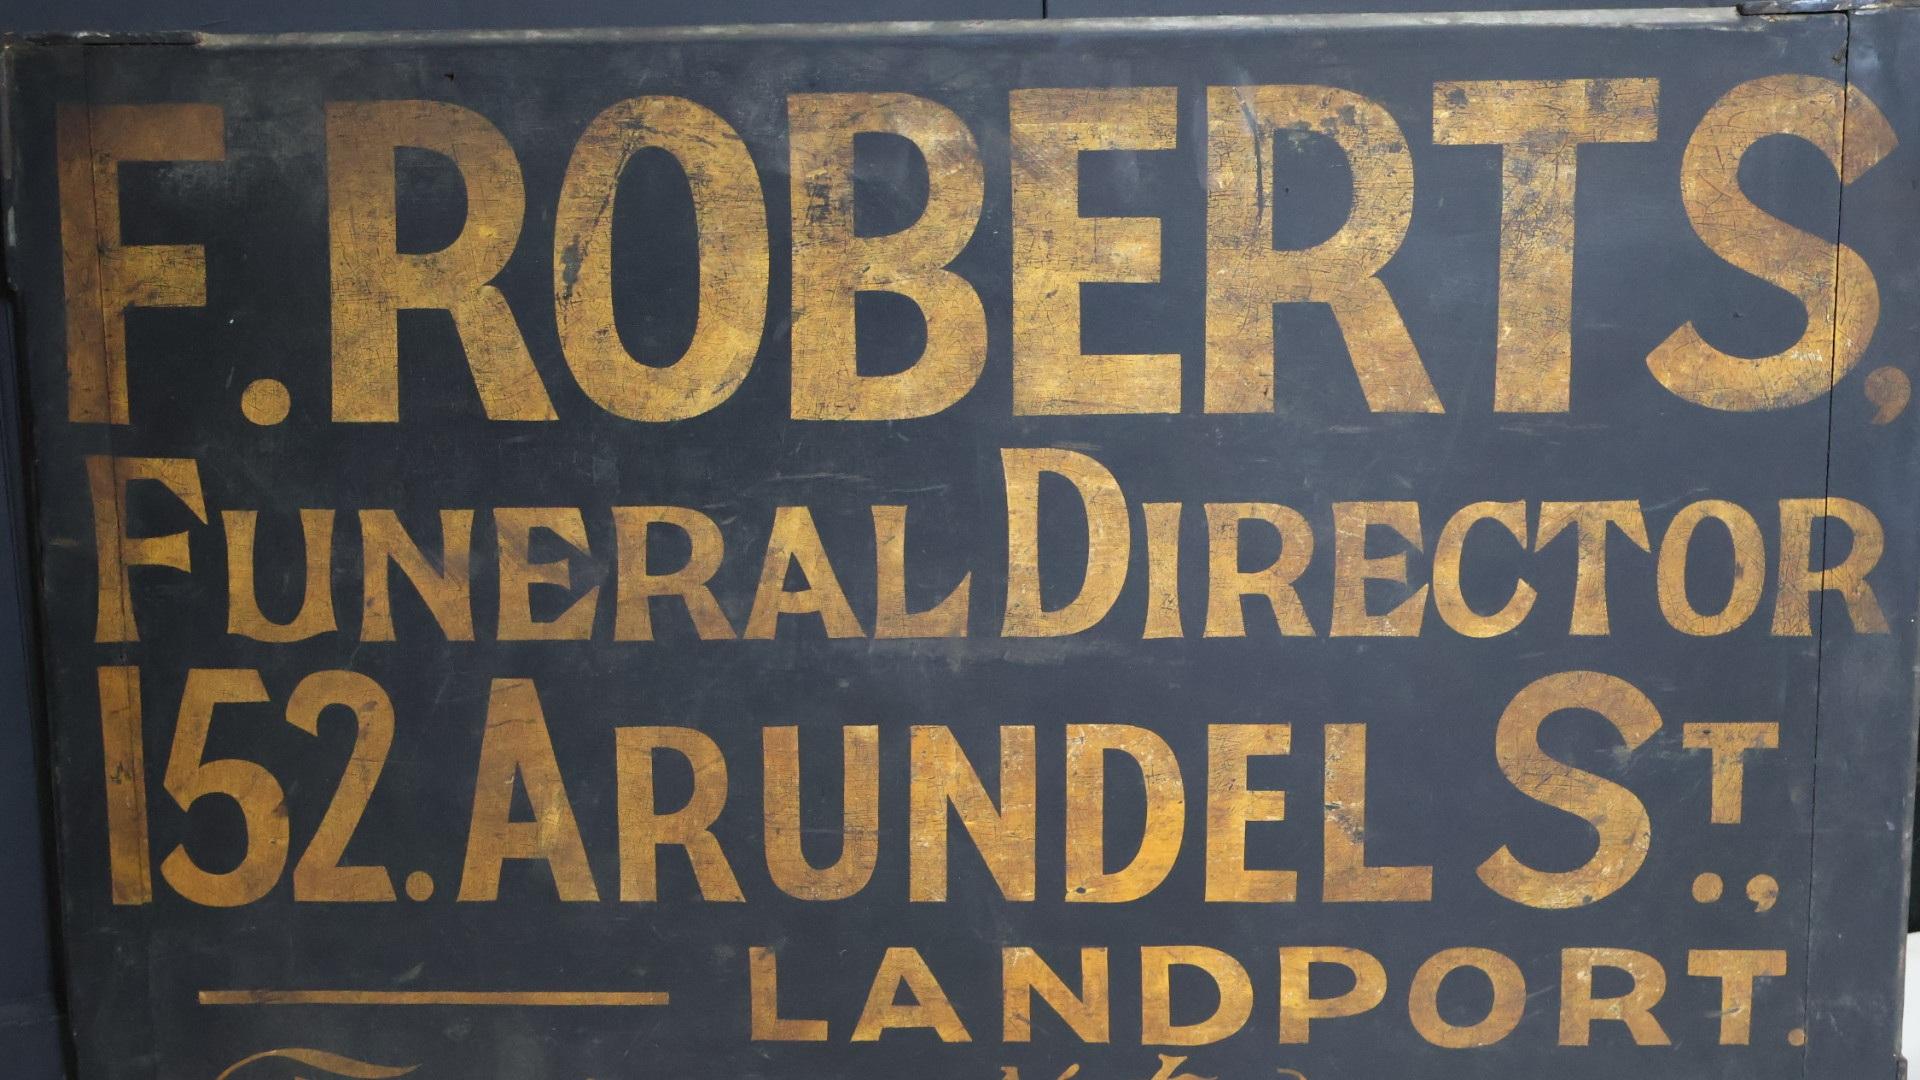 F. ROBERTS,
FUNERAL DIRECTOR
152. ARUNDEL ST.,
LANDPORT.